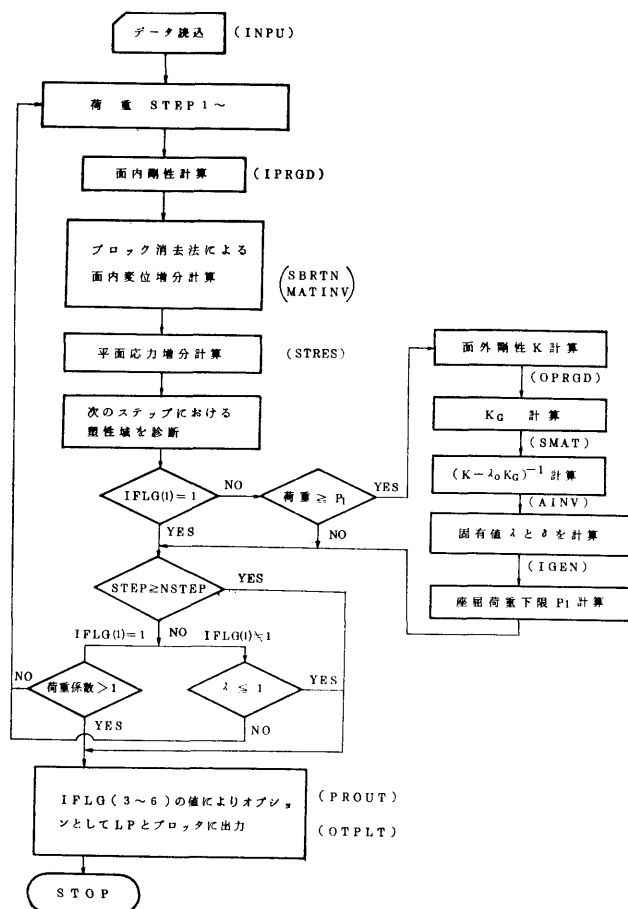 データ読込 (INPU)
荷重 STEP1～
面内剛性計算 (IPRGD)
ブロック消去法による
面内変位増分計算
(SBRTN
MATINV)
平面応力増分計算 (STRES)
次のステップにおける
塑性域を診断
IFLG(1)=1
NO
荷重≧P₁
YES
YES
NO
面外剛性K計算
(OPRGD)
K_G 計算
(SMAT)
(K−λ₀K_G)⁻¹計算
(AINV)
固有値λとδを計算
(IGEN)
座屈荷重下限P1計算
STEP≧NSTEP
YES
NO
IFLG(1)=1
IFLG(1)≒1
NO
荷重係数>1
YES
λ≦1
YES
NO
IFLG(3～6)の値によりオプショ
ンとしてLPとプロッタに出力
(PROUT)
(OTPLT)
STOP